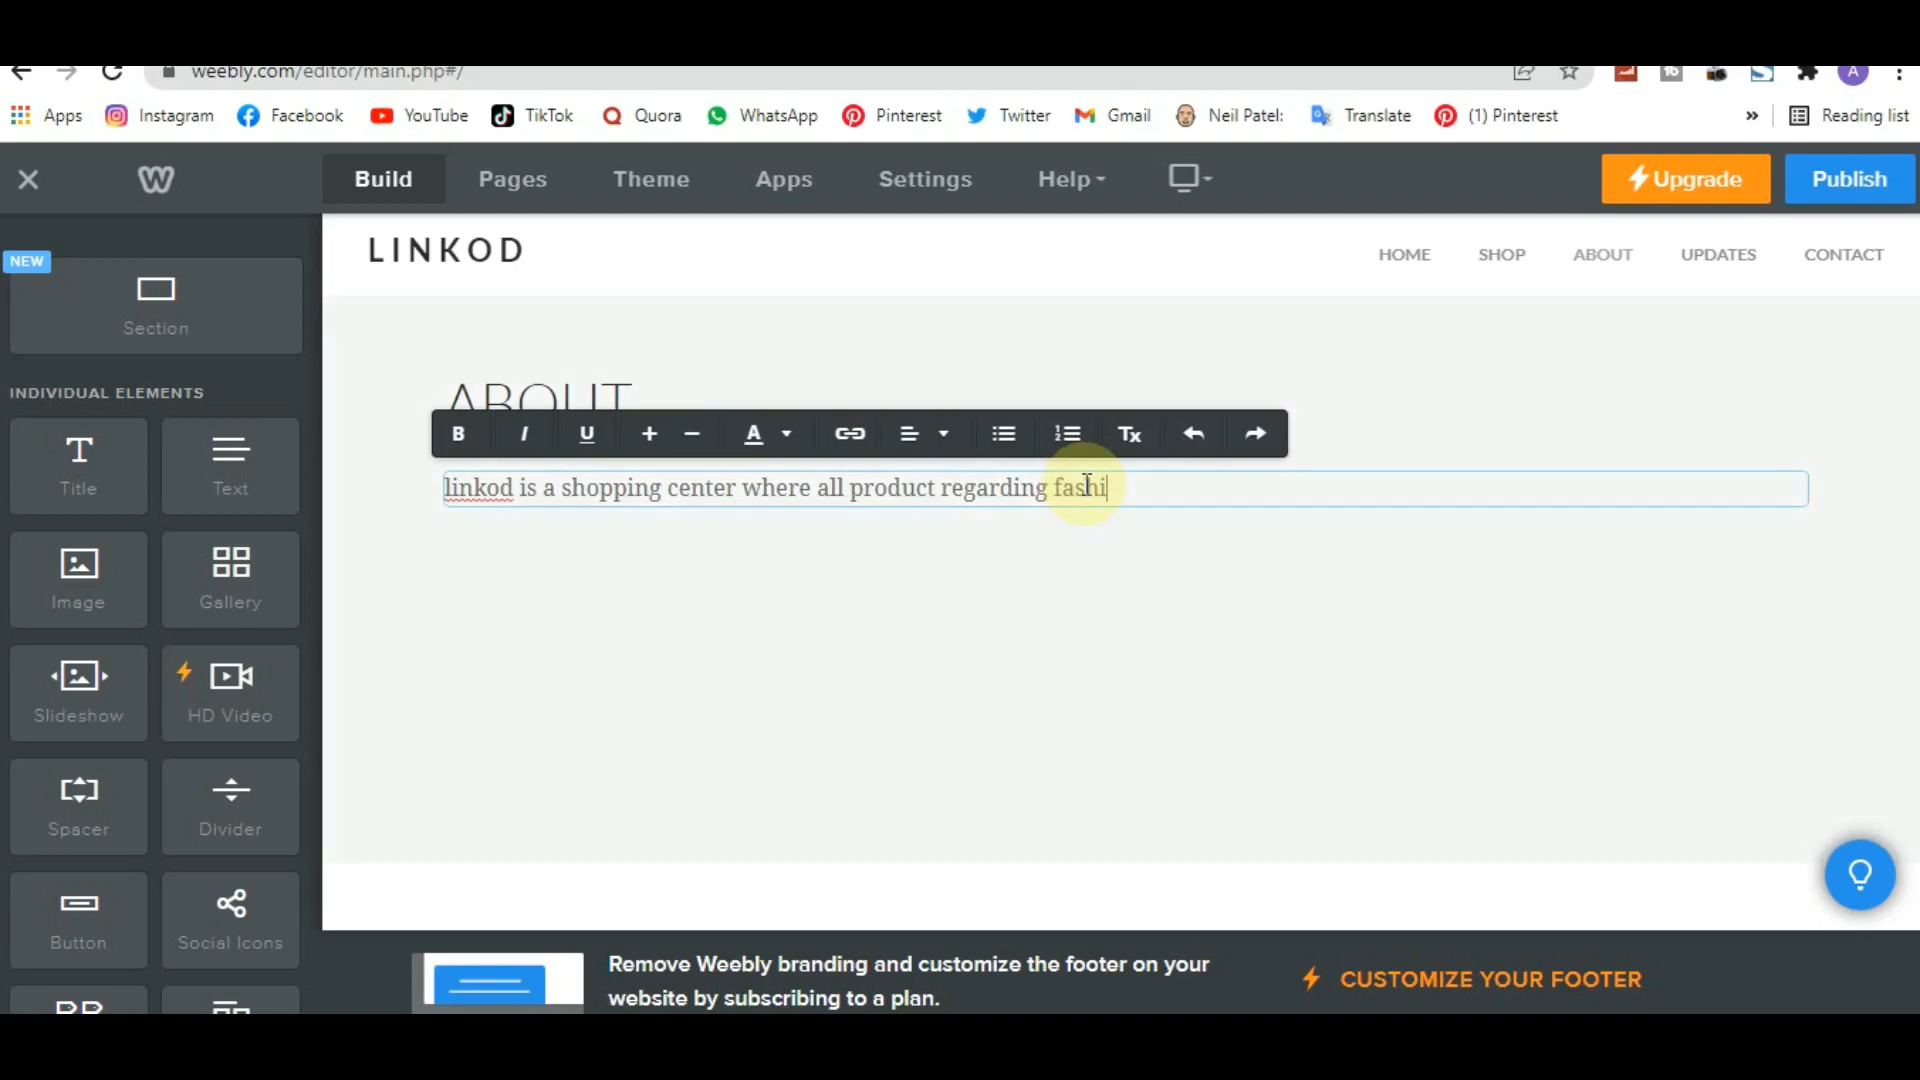 weebly.com/editor/main.php#/
A
Apps Instagram Facebook YouTube TikTok Quora WhatsApp Pinterest Twitter Gmail Neil Patel: Translate (1) Pinterest » Reading list
Build Pages Theme Apps Settings Help Upgrade Publish
NEW
Section
INDIVIDUAL ELEMENTS
Title Text
Image Gallery
Slideshow HD Video
Spacer Divider
Button Social Icons
LINKOD
HOME SHOP ABOUT UPDATES CONTACT
ABOUT
B I U + − A Tx
linkod is a shopping center where all product regarding fashi
Remove Weebly branding and customize the footer on your
website by subscribing to a plan.
CUSTOMIZE YOUR FOOTER